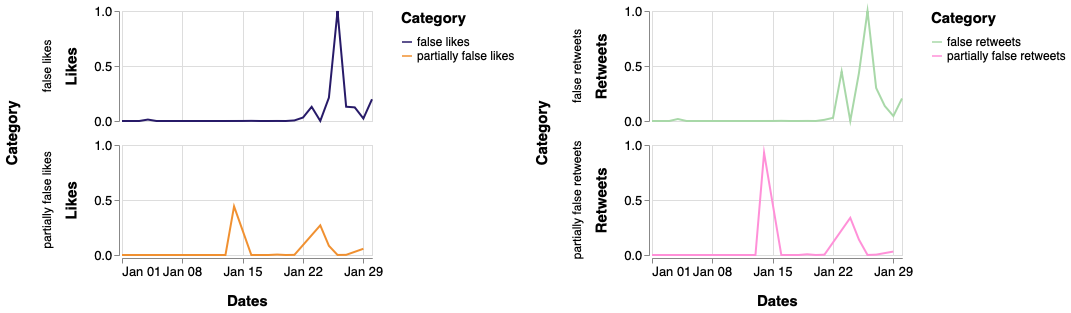 Category
false likes
Likes
1.0
0.5
0.0
partially false likes
Likes
1.0
0.5
0.0
Jan 01 Jan 08 Jan 15 Jan 22 Jan 29
Dates
Category
false likes
partially false likes
Category
false retweets
Retweets
1.0
0.5
0.0
partially false retweets
Retweets
1.0
0.5
0.0
Jan 01 Jan 08 Jan 15 Jan 22 Jan 29
Dates
Category
false retweets
partially false retweets